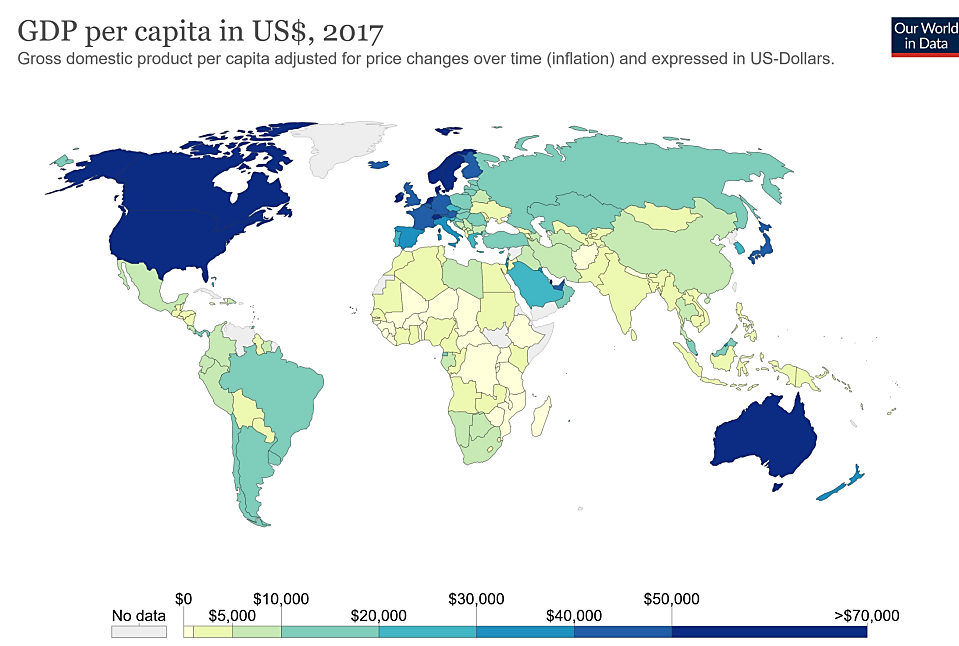 GDP per capita in US$, 2017
Our World
in Data
Gross domestic product per capita adjusted for price changes over time (inflation) and expressed in US-Dollars.
$0 $10,000 $30,000 $50,000
No data $5,000 $20,000 $40,000 >$70,000